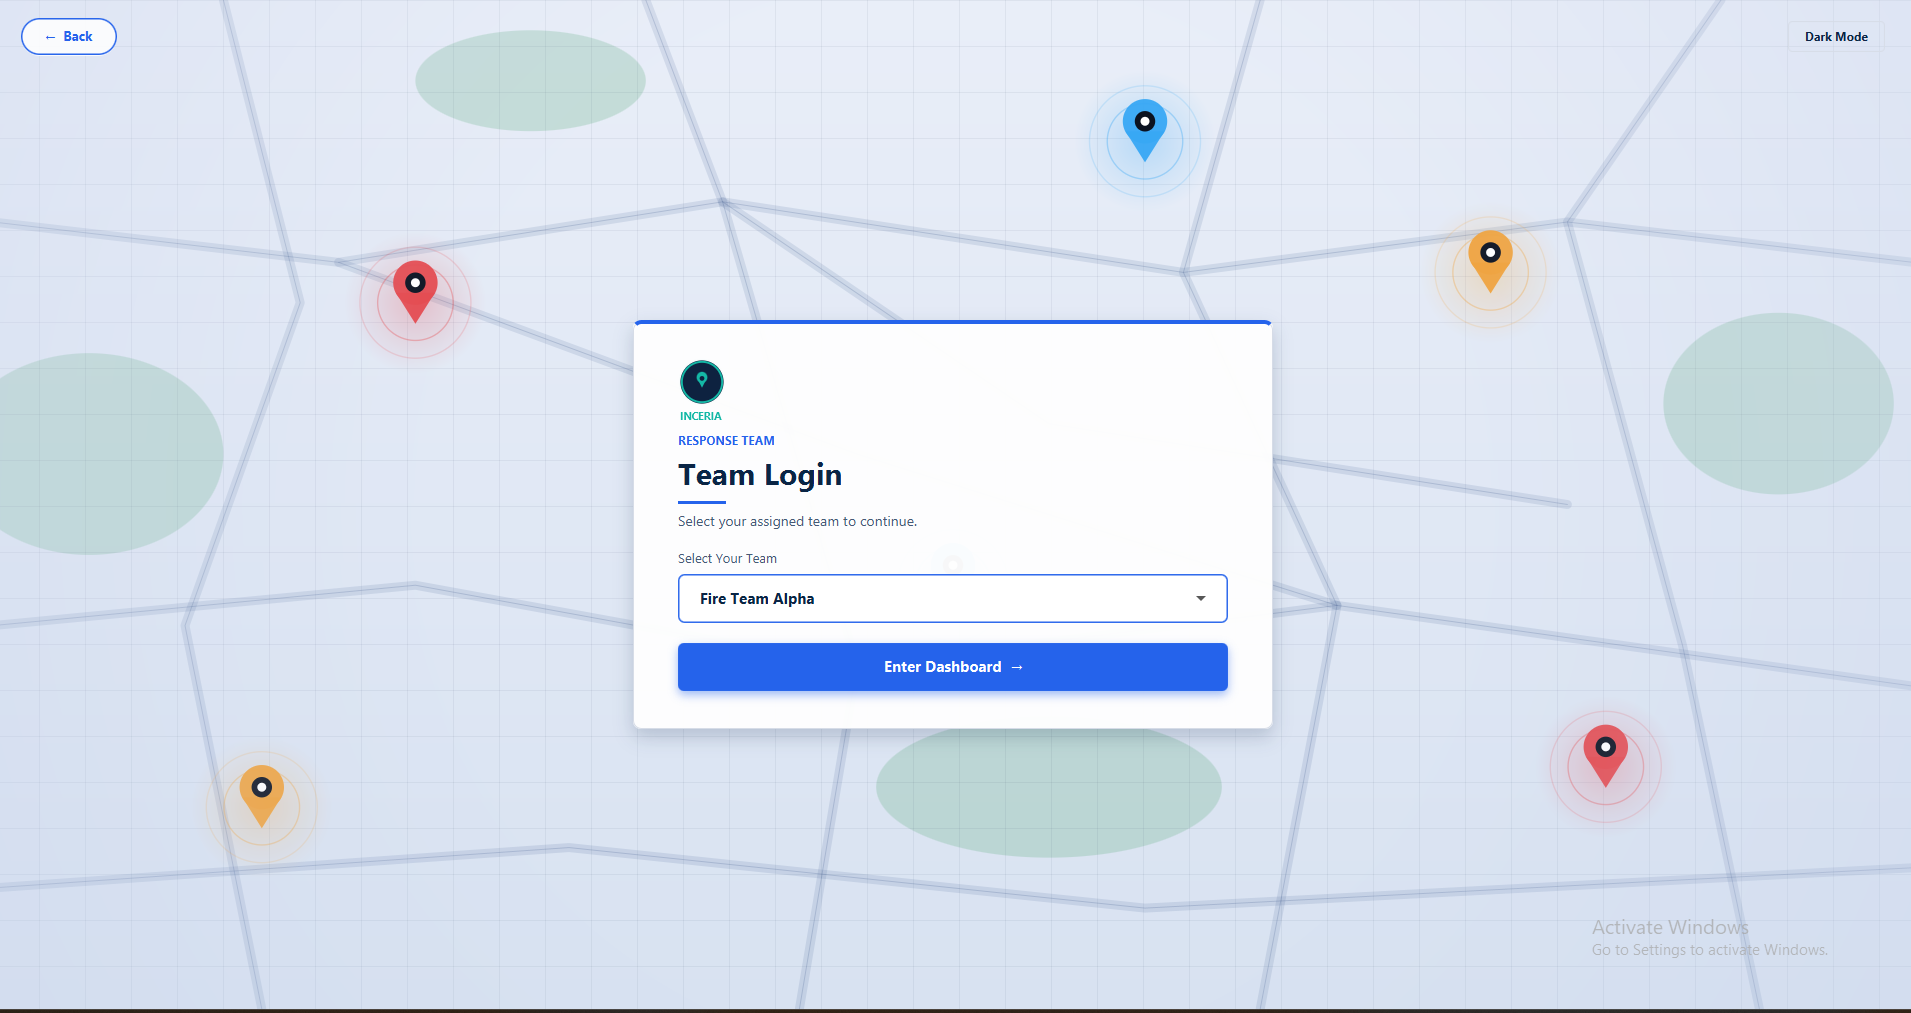 ← Back
Dark Mode
INCERIA
RESPONSE TEAM
Team Login
Select your assigned team to continue.
Select Your Team
Fire Team Alpha
Enter Dashboard →
Activate Windows
Go to Settings to activate Windows.